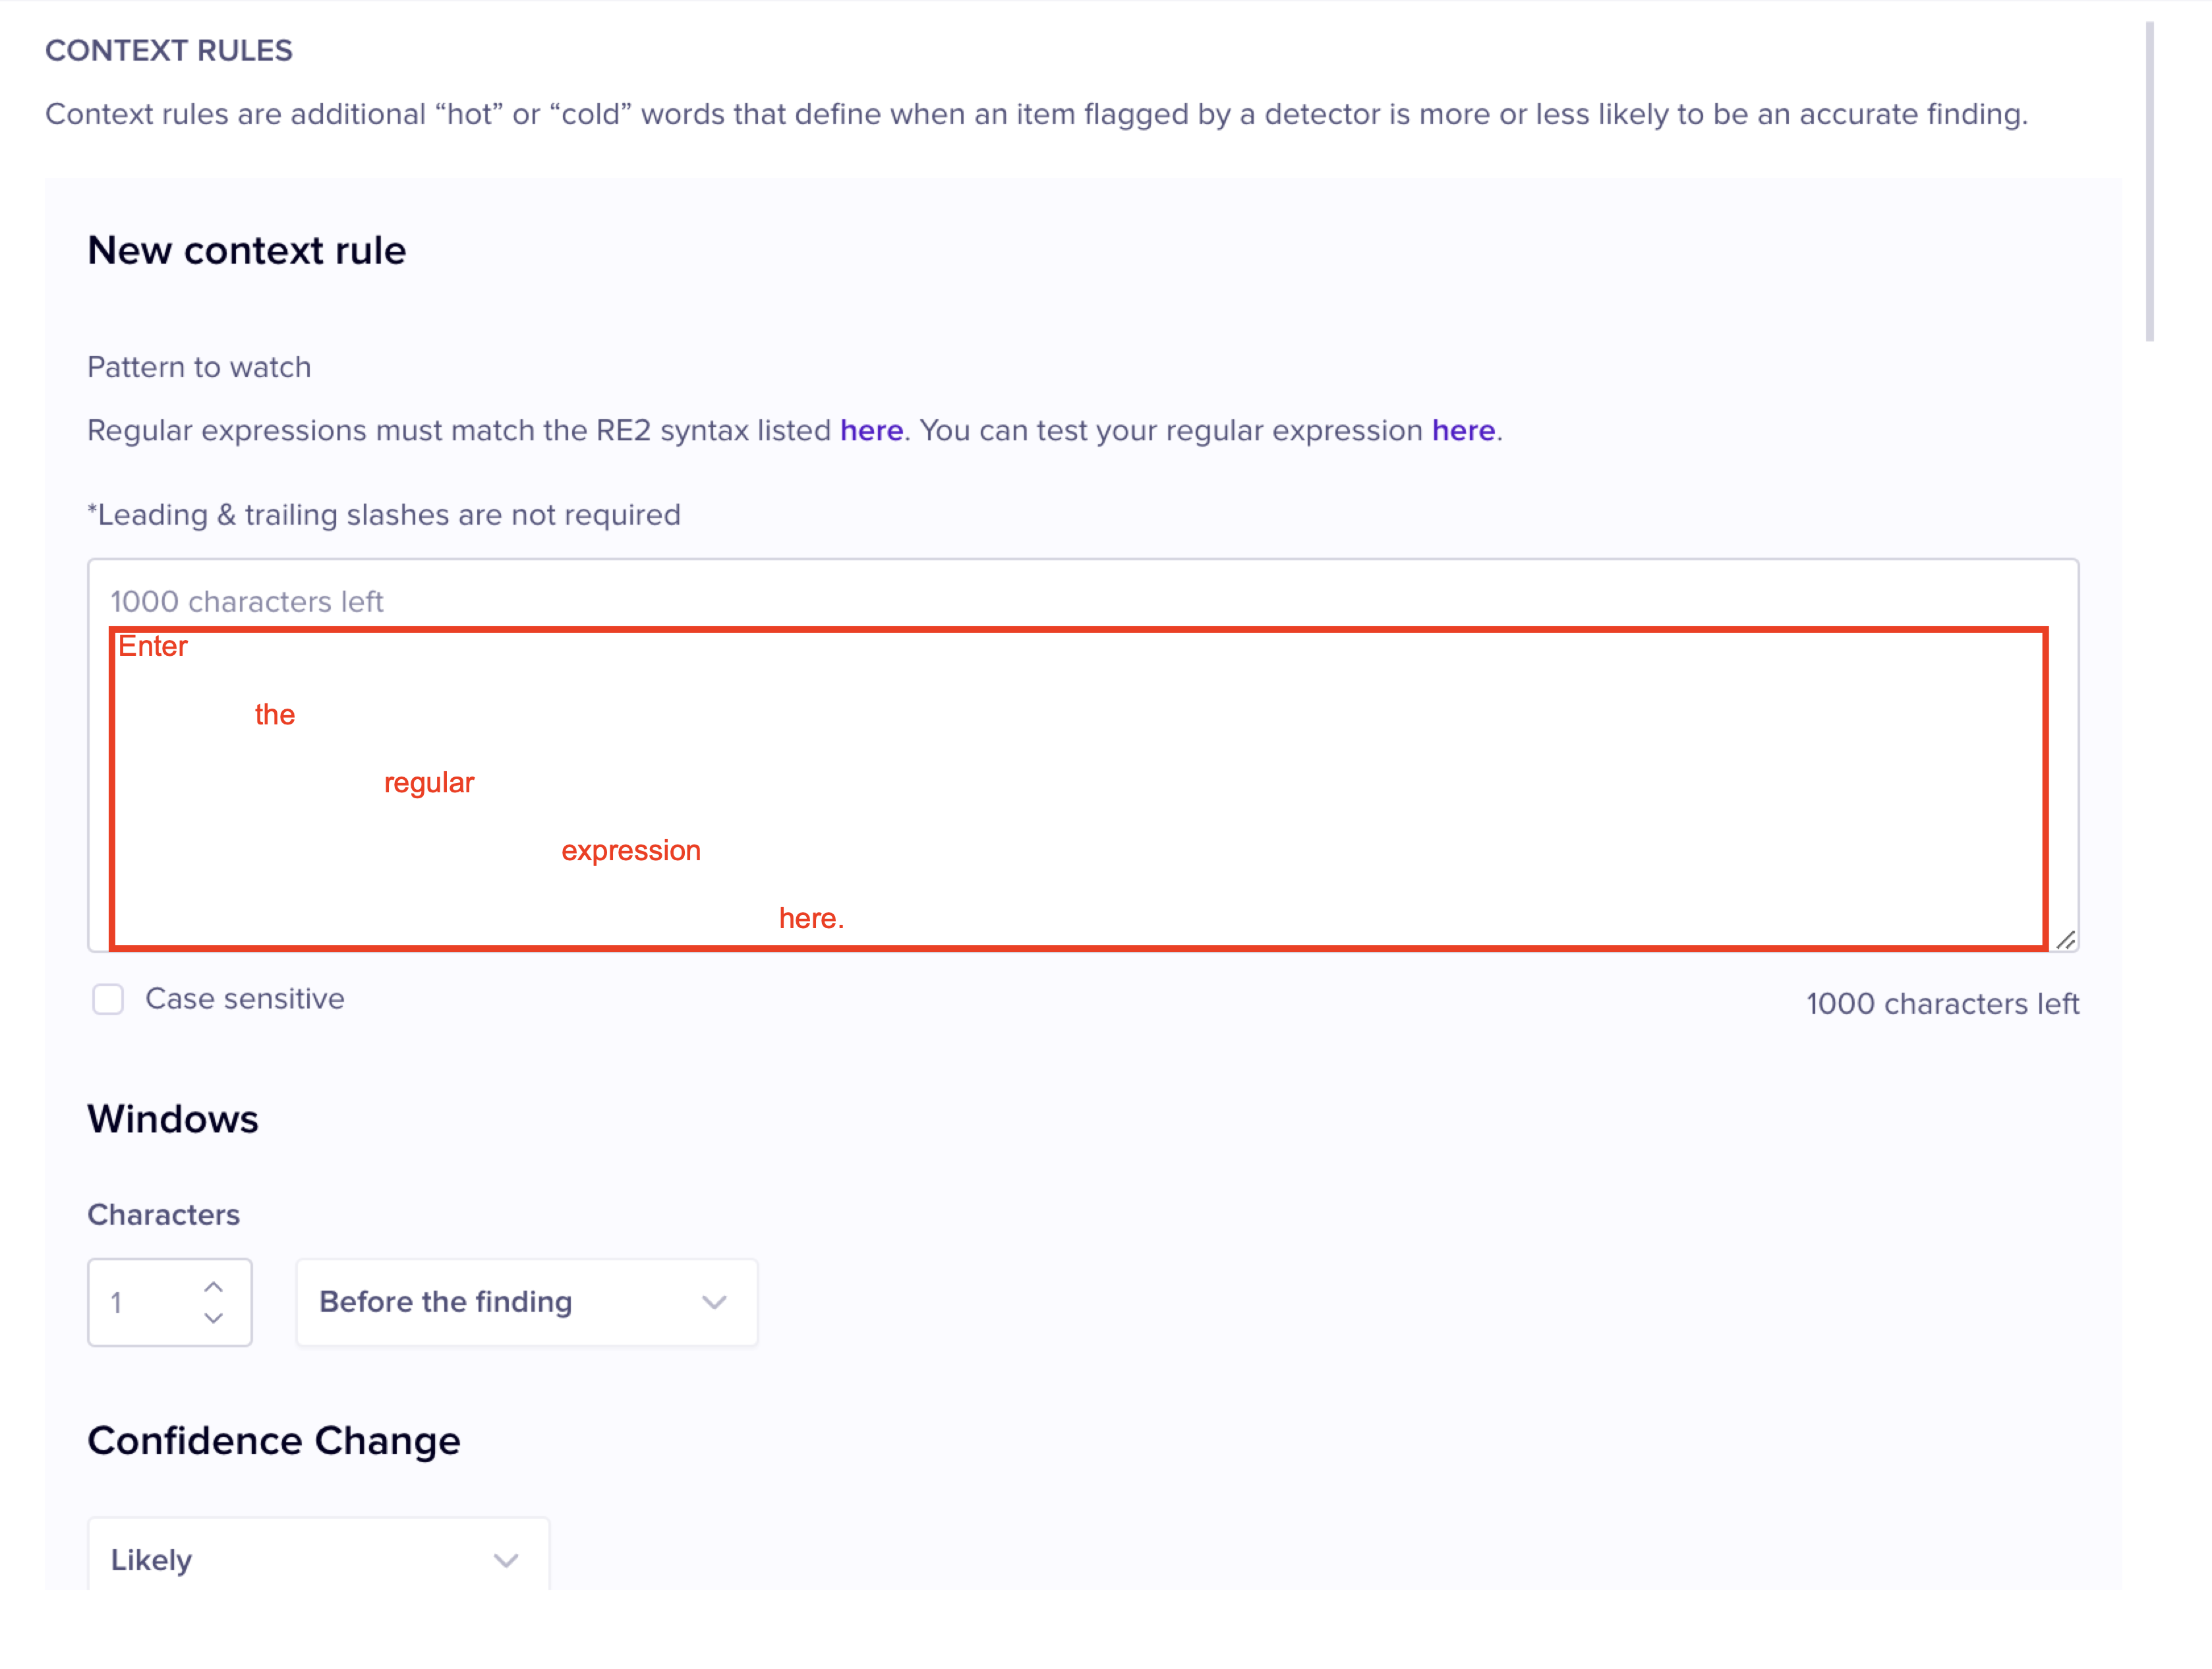 CONTEXT RULES
Context rules are additional “hot” or “cold” words that define when an item flagged by a detector is more or less likely to be an accurate finding.
New context rule
Pattern to watch
Regular expressions must match the RE2 syntax listed here. You can test your regular expression here.
*Leading & trailing slashes are not required
1000 characters left
Enter
the
regular
expression
here.
Case sensitive
1000 characters left
Windows
Characters
1
Before the finding
Confidence Change
Likely